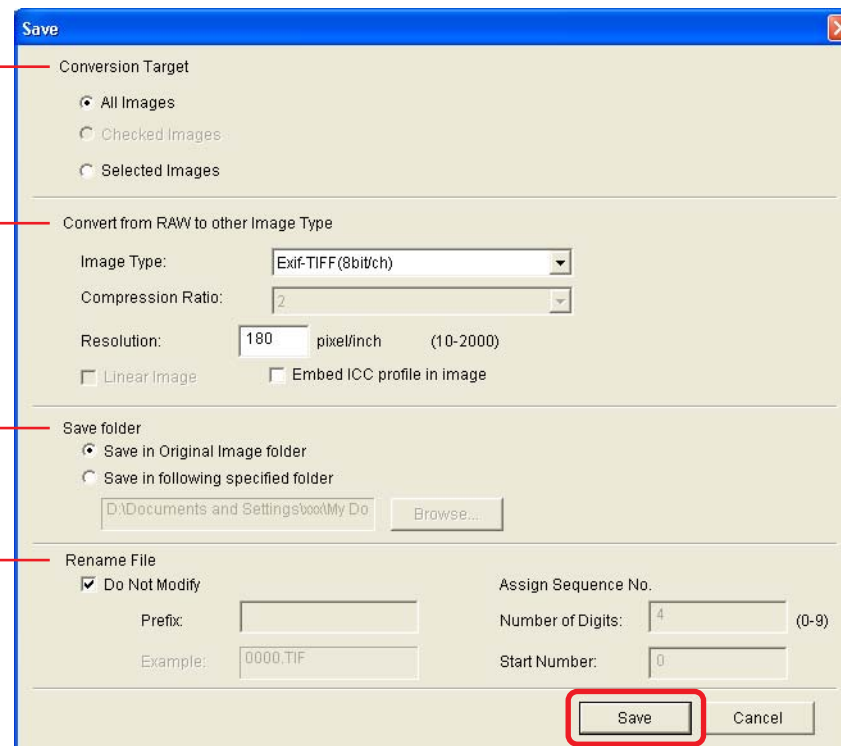 Save
Conversion Target
All Images
Checked Images
Selected Images
Convert from RAW to other Image Type
Image Type: Exif-TIFF(8bit/ch)
Compression Ratio: 2
Resolution: 180 pixel/inch (10-2000)
Linear Image Embed ICC profile in image
Save folder
Save in Original Image folder
Save in following specified folder
D:\Documents and Settings\xxx\My Do Browse...
Rename File
Do Not Modify Assign Sequence No.
Prefix: Number of Digits: 4 (0-9)
Example: 0000.TIF Start Number: 0
Save Cancel